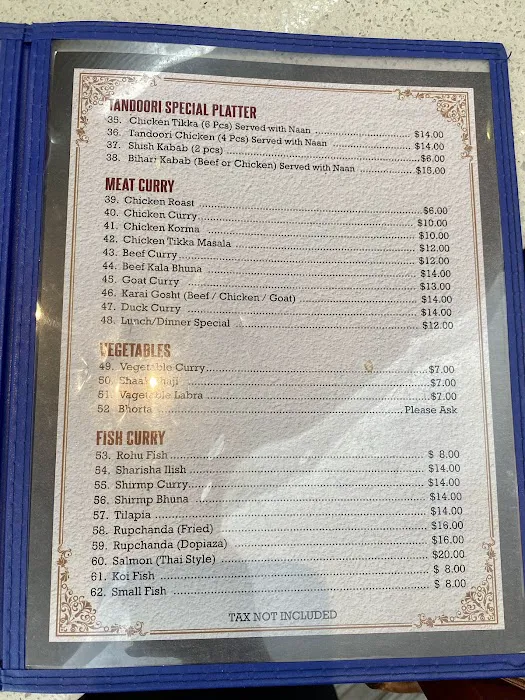 TANDOORI SPECIAL PLATTER
35. Chicken Tikka (6 Pcs) Served with Naan $14.00
36. Tandoori Chicken (4 Pcs) Served with Naan $14.00
37. Shish Kabab (2 pcs) $6.00
38. Bihari Kabab (Beef or Chicken) Served with Naan $15.00
MEAT CURRY
39. Chicken Roast $6.00
40. Chicken Curry $10.00
41. Chicken Korma $10.00
42. Chicken Tikka Masala $12.00
43. Beef Curry $12.00
44. Beef Kala Bhuna $14.00
45. Goat Curry $13.00
46. Karai Gosht (Beef / Chicken / Goat) $14.00
47. Duck Curry $14.00
48. Lunch/Dinner Special $12.00
VEGETABLES
49. Vegetable Curry $7.00
50. Shaak Bhaji $7.00
51. Vagetable Labra $7.00
52. Bhorta Please Ask
FISH CURRY
53. Rohu Fish $ 8.00
54. Sharisha Ilish $14.00
55. Shirmp Curry $14.00
56. Shirmp Bhuna $14.00
57. Tilapia $14.00
58. Rupchanda (Fried) $16.00
59. Rupchanda (Dopiaza) $16.00
60. Salmon (Thai Style) $20.00
61. Koi Fish $ 8.00
62. Small Fish $ 8.00
TAX NOT INCLUDED